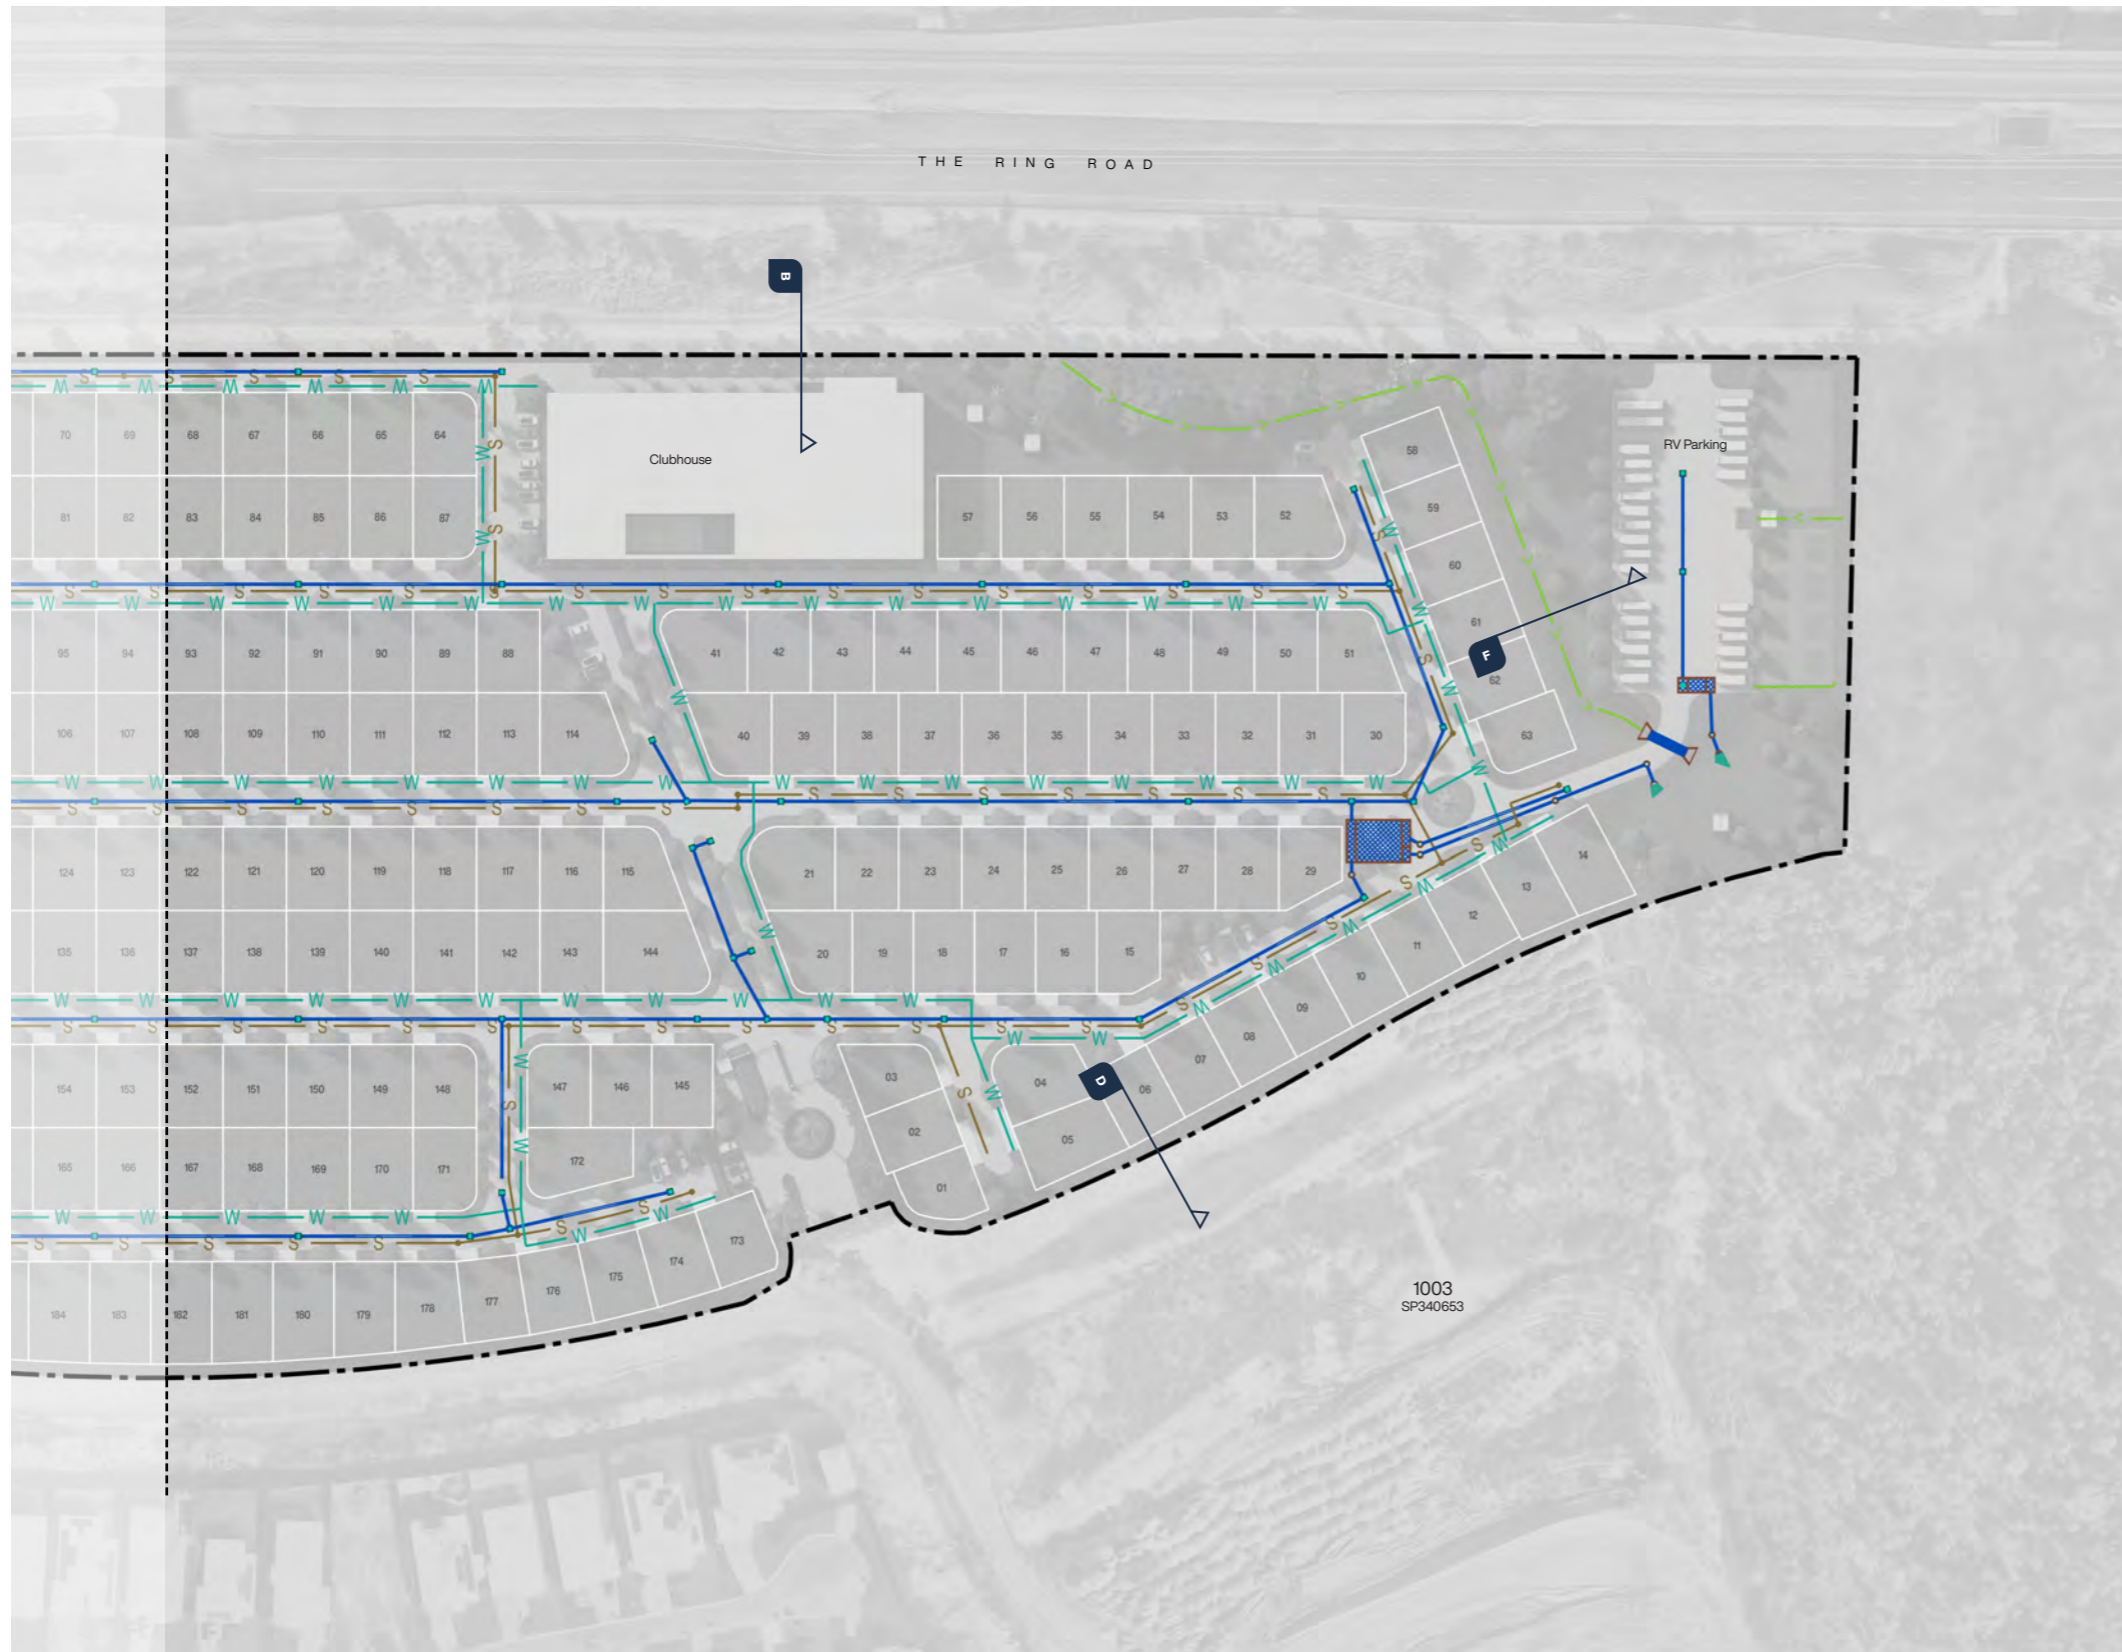 THE RING ROAD
B
S S S S S
W W W W W W
70 69 68 67 66 65 64
Clubhouse
58
RV Parking
W S
81 82 83 84 85 86 87
57 56 55 54 53 52
59
W S
S W
60
S S S S S S S S S S S S S S S S
W W W W W W W W W W W W W W W W
61
W
F
95 94 93 92 91 90 89 88
41 42 43 44 45 46 47 48 49 50 51
S
62
W W
106 107 108 109 110 111 112 113 114
40 39 38 37 36 35 34 33 32 31 30
63
W W W W W W W W W W W W W W W W
W
S S S S S S S S S S S S S S S
124 123 122 121 120 119 118 117 116 115
21 22 23 24 25 26 27 28 29
S W
14
S W
13
135 136 137 138 139 140 141 142 143 144
W
20 19 18 17 16 15
S W
12
11
S W
10
W W W W W W W W W W W
S W
09
S S S S S S S S S S S S S
W W
08
07
154 153 152 151 150 149 148
W
S
147 146 145
03
S W
04
D
06
02
05
165 166 167 168 169 170 171
W
172
01
W W W W W
S W
S W
S S S S S
173
174
175
176
177
184 183 182 181 180 179 178
1003
SP340653